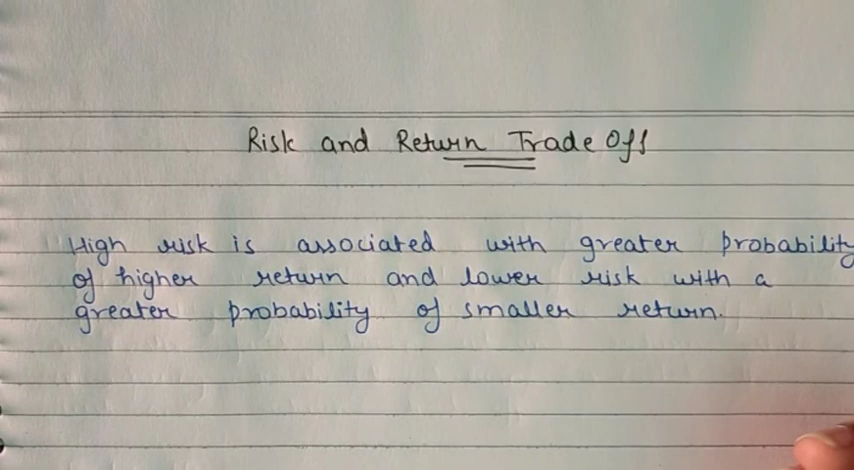 Risk and Return Trade Off
High risk is associated with greater probability
of higher return and lower risk with a
greater probability of smaller return.